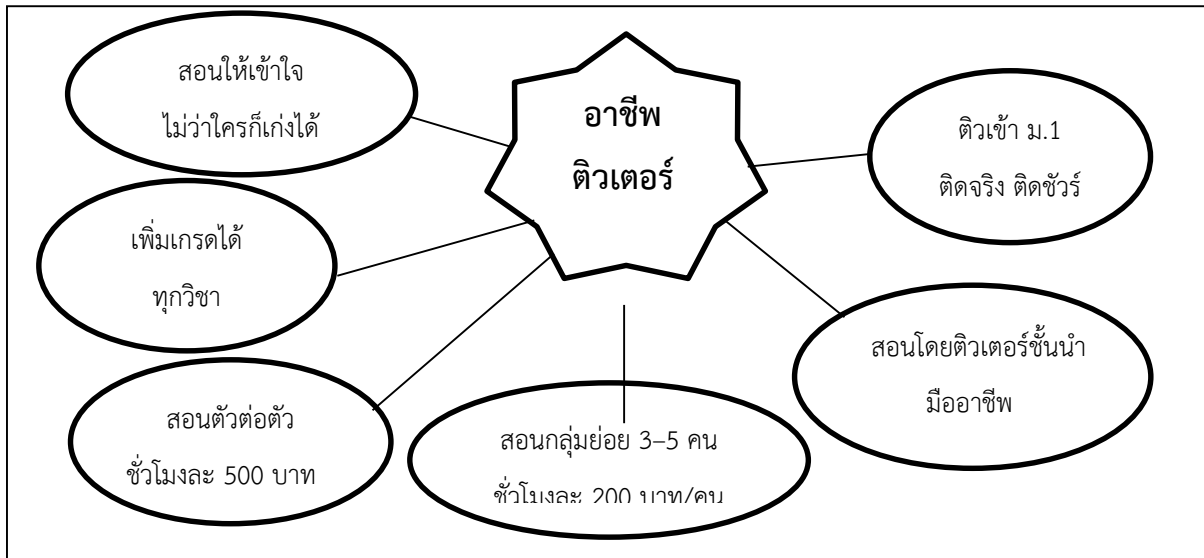 อาชีพ
ติวเตอร์
สอนให้เข้าใจ
ไม่ว่าใครก็เก่งได้
ติวเข้า ม.1
ติดจริง ติดชัวร์
เพิ่มเกรดได้
ทุกวิชา
สอนโดยติวเตอร์ชั้นนำ
มืออาชีพ
สอนตัวต่อตัว
ชั่วโมงละ 500 บาท
สอนกลุ่มย่อย 3–5 คน
ชั่วโมงละ 200 บาท/คน